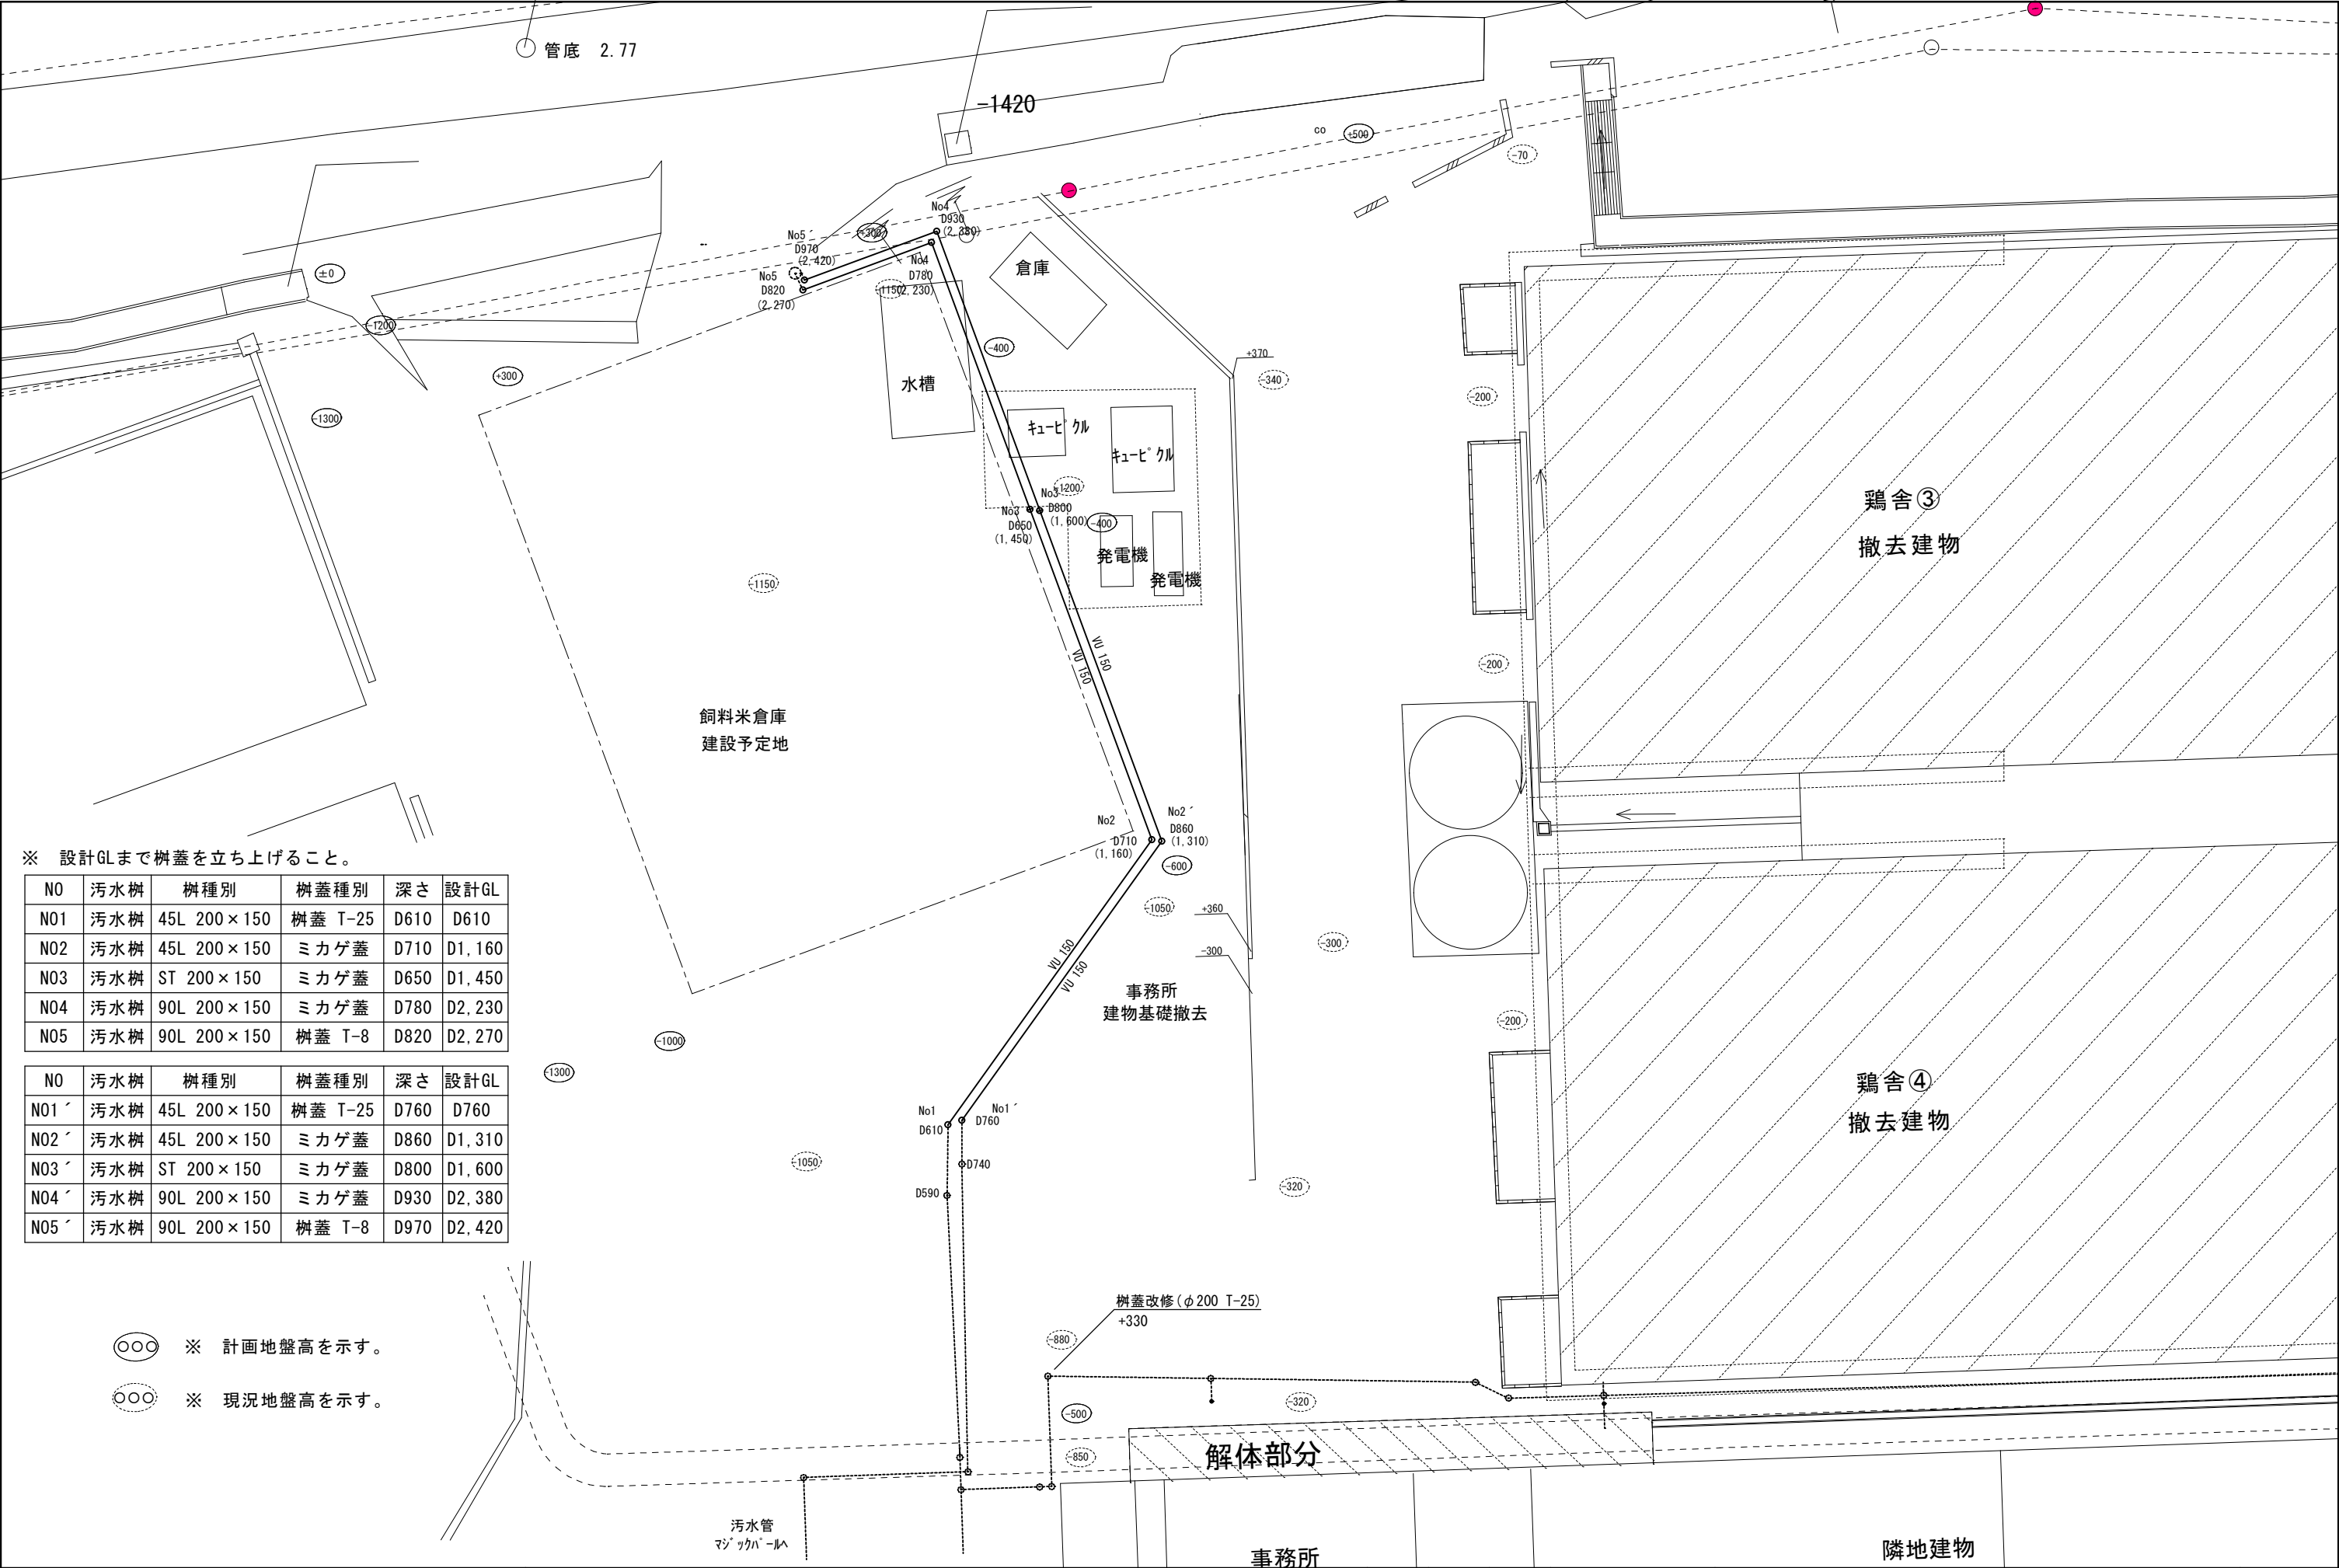 管底 2.77
-1420
co
+500
-70
No4´
D930
(2,380)
+300
No5´
D970
(2,420)
No4
D780
(2,230)
-1150
No5
D820
(2,270)
±0
倉庫
-1200
-400
+370
-340
+300
水槽
-200
-1300
キュービクル
キュービクル
-1200
No3´
D800
(1,600)
-400
No3
D650
(1,450)
鶏舎③
撤去建物
発電機
発電機
-1150
VU 150
VU 150
-200
飼料米倉庫
建設予定地
No2
D710
(1,160)
No2´
D860
(1,310)
-600
※ 設計GLまで桝蓋を立ち上げること。
NO 汚水桝 桝種別 桝蓋種別 深さ 設計GL
NO1 汚水桝 45L 200×150 桝蓋 T-25 D610 D610
NO2 汚水桝 45L 200×150 ミカゲ蓋 D710 D1,160
NO3 汚水桝 ST 200×150 ミカゲ蓋 D650 D1,450
NO4 汚水桝 90L 200×150 ミカゲ蓋 D780 D2,230
NO5 汚水桝 90L 200×150 桝蓋 T-8 D820 D2,270
-1050
+360
-300
-300
VU 150
VU 150
事務所
建物基礎撤去
-200
-1000
-1300
NO 汚水桝 桝種別 桝蓋種別 深さ 設計GL
NO1´ 汚水桝 45L 200×150 桝蓋 T-25 D760 D760
NO2´ 汚水桝 45L 200×150 ミカゲ蓋 D860 D1,310
NO3´ 汚水桝 ST 200×150 ミカゲ蓋 D800 D1,600
NO4´ 汚水桝 90L 200×150 ミカゲ蓋 D930 D2,380
NO5´ 汚水桝 90L 200×150 桝蓋 T-8 D970 D2,420
鶏舎④
撤去建物
No1
D610
No1´
D760
-1050
D740
D590
-320
桝蓋改修(φ200 T-25)
+330
-880
○○○ ※ 計画地盤高を示す。
○○○ ※ 現況地盤高を示す。
-500
-320
-850
解体部分
汚水管
マジックバールへ
事務所
隣地建物